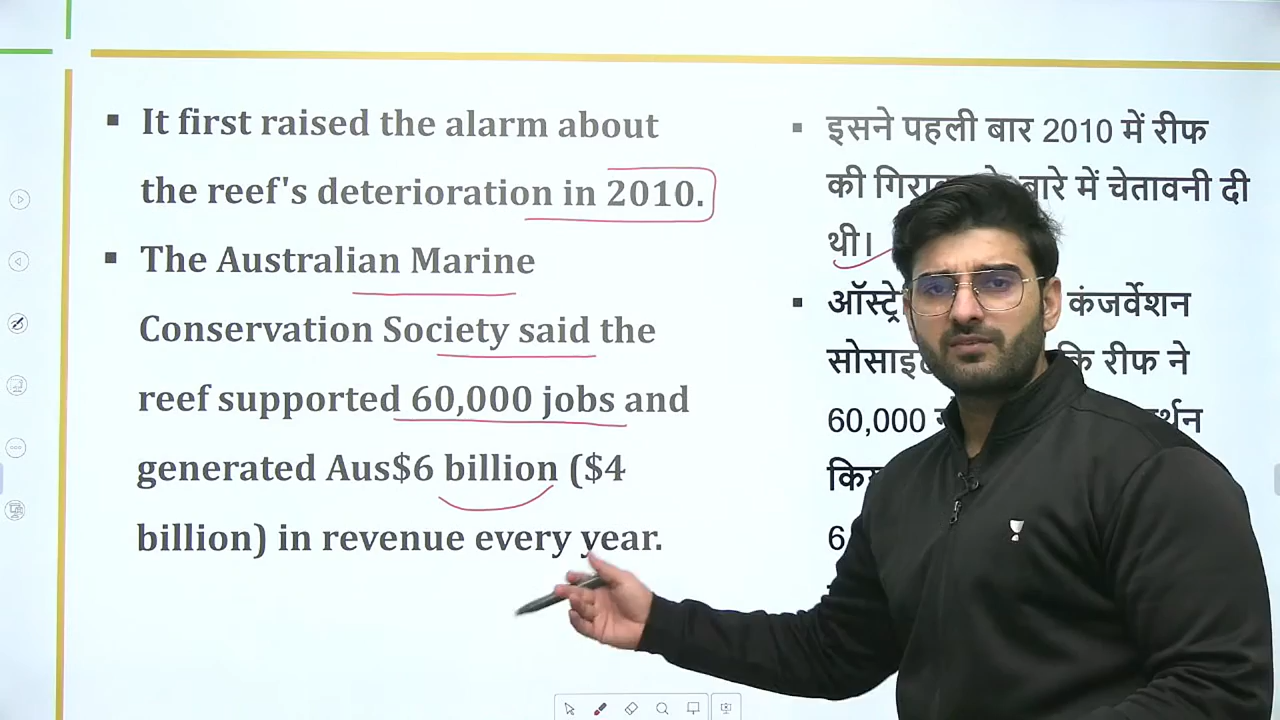 It first raised the alarm about
the reef's deterioration in 2010.
The Australian Marine
Conservation Society said the
reef supported 60,000 jobs and
generated Aus$6 billion ($4
billion) in revenue every year.
इसने पहली बार 2010 में रीफ
की बारे में चेतावनी दी
थी।
कंजर्वेशन
रीफ ने
60,000